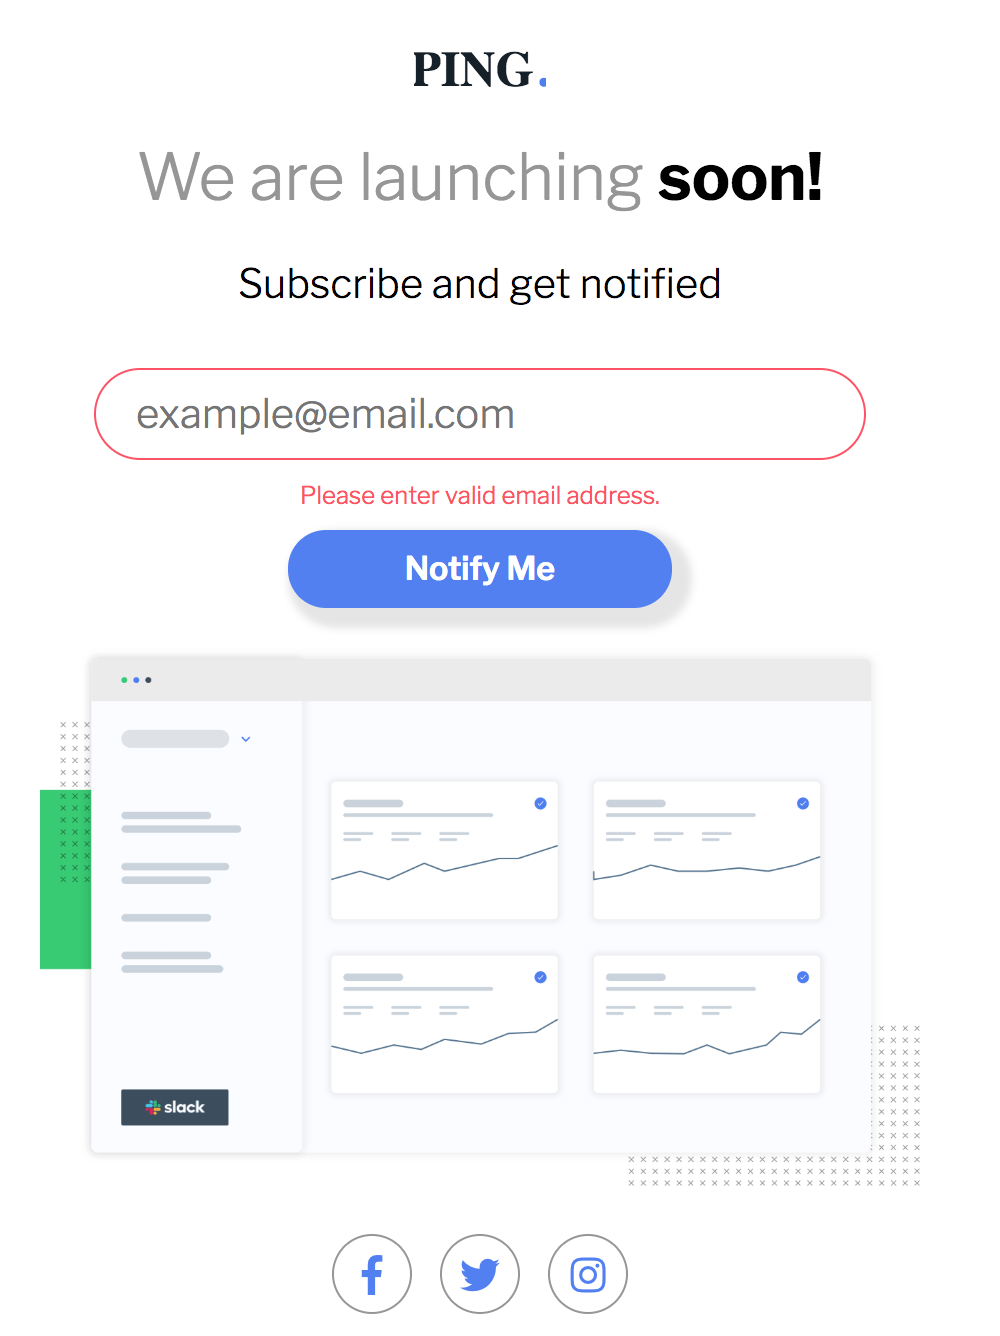 PING.
We are launching soon!
Subscribe and get notified
example@email.com
Please enter valid email address.
Notify Me
slack